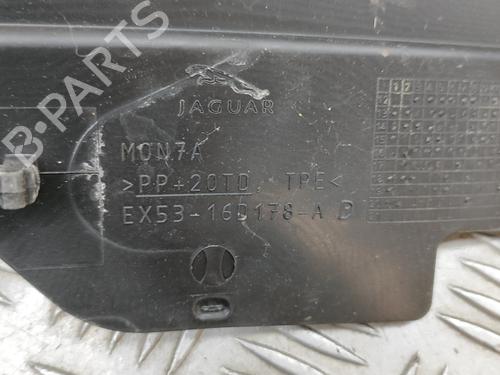 B-PARTS
JAGUAR
MON7A
>PP+20TD, TPE<
EX53-16D178-A D